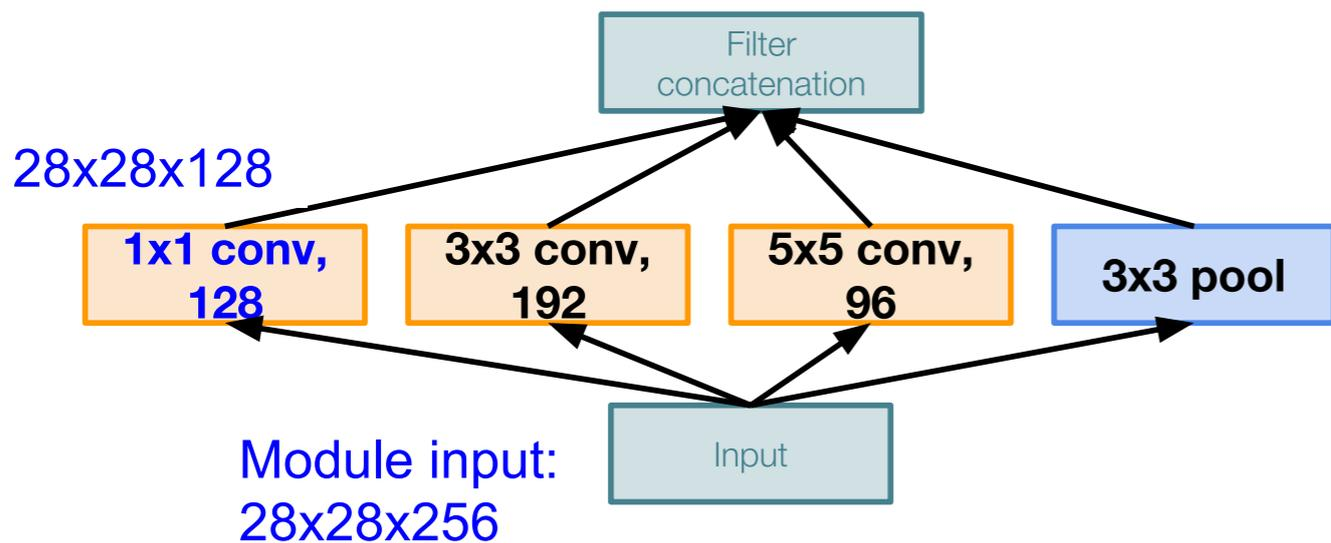 Filter
concatenation
28x28x128
1x1 conv,
128
3x3 conv,
192
5x5 conv,
96
3x3 pool
Input
Module input:
28x28x256